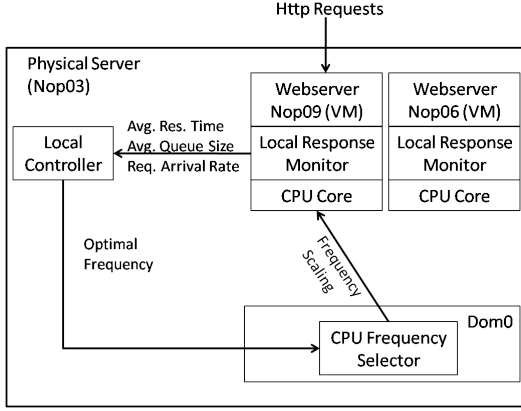 Http Requests
Physical Server
(Nop03)
Webserver
Nop09 (VM)
Webserver
Nop06 (VM)
Local
Controller
Avg. Res. Time
Avg. Queue Size
Req. Arrival Rate
Local Response
Monitor
Local Response
Monitor
CPU Core
CPU Core
Optimal
Frequency
Frequency
Scaling
Dom0
CPU Frequency
Selector